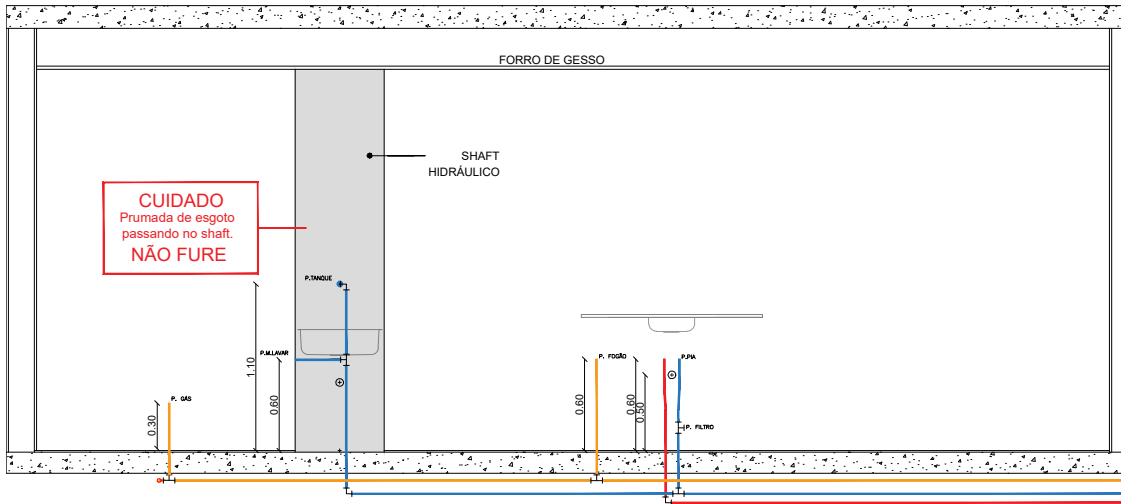 FORRO DE GESSO
SHAFT
HIDRÁULICO
CUIDADO
Prumada de esgoto
passando no shaft.
NÃO FURE
P.TANQUE
P.M.LAVAR
P. FOGÃO
P.PIA
1.10
0.60
0.60
0.60
0.50
P. GÁS
0.30
P. FILTRO